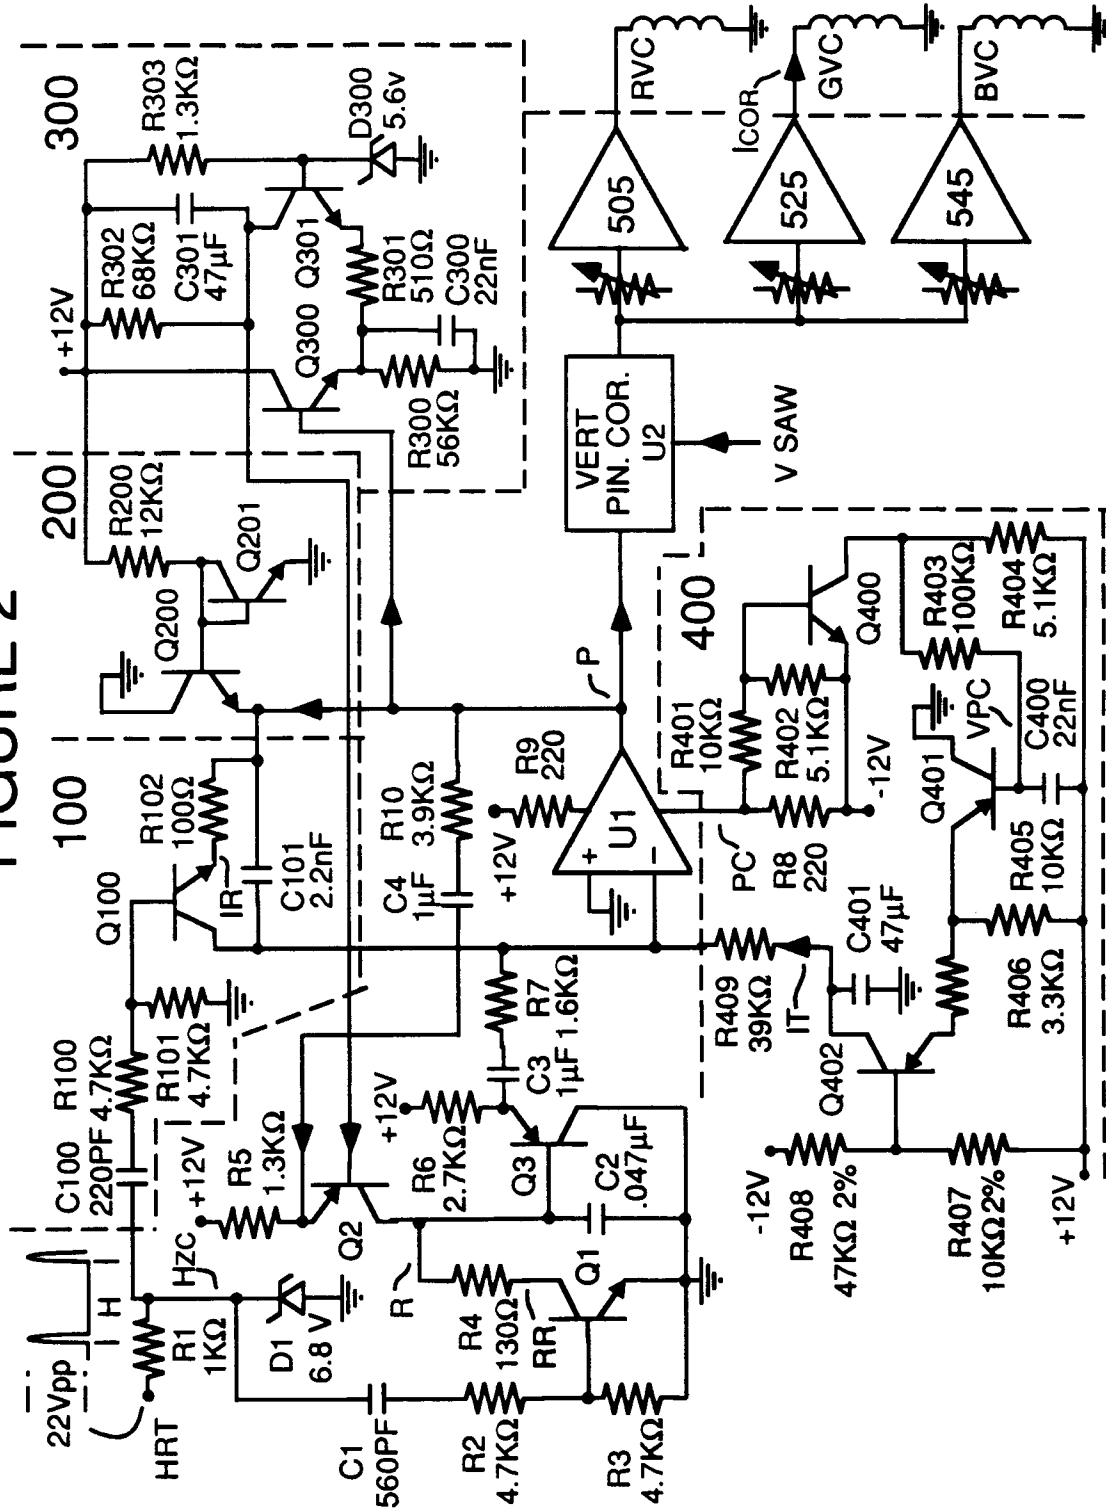 FIGURE 2
22Vpp
H
HRT
R1
1KΩ
HZC
D1
6.8 V
C1
560PF
R2
4.7KΩ
R3
4.7KΩ
R4
130Ω
RR
R
Q1
C2
.047µF
Q2
Q3
+12V
R5
1.3KΩ
+12V
R6
2.7KΩ
C3
1µF
R7
1.6KΩ
100
C100
220PF
R100
4.7KΩ
R101
4.7KΩ
Q100
IR
R102
100Ω
C101
2.2nF
C4
1µF
R10
3.9KΩ
200
Q200
R200
12KΩ
Q201
300
+12V
R302
68KΩ
C301
47µF
R303
1.3KΩ
D300
5.6v
Q300
Q301
R301
510Ω
C300
22nF
R300
56KΩ
+12V
R9
220
+
−
U1
P
PC
R8
220
-12V
VERT
PIN. COR.
U2
V SAW
505
525
545
RVC
ICOR.
GVC
BVC
400
R401
10KΩ
R402
5.1KΩ
Q400
R403
100KΩ
R404
5.1KΩ
VPC
C400
22nF
Q401
R405
10KΩ
R406
3.3KΩ
C401
47µF
R409
39KΩ
IT
Q402
-12V
R408
47KΩ 2%
R407
10KΩ2%
+12V